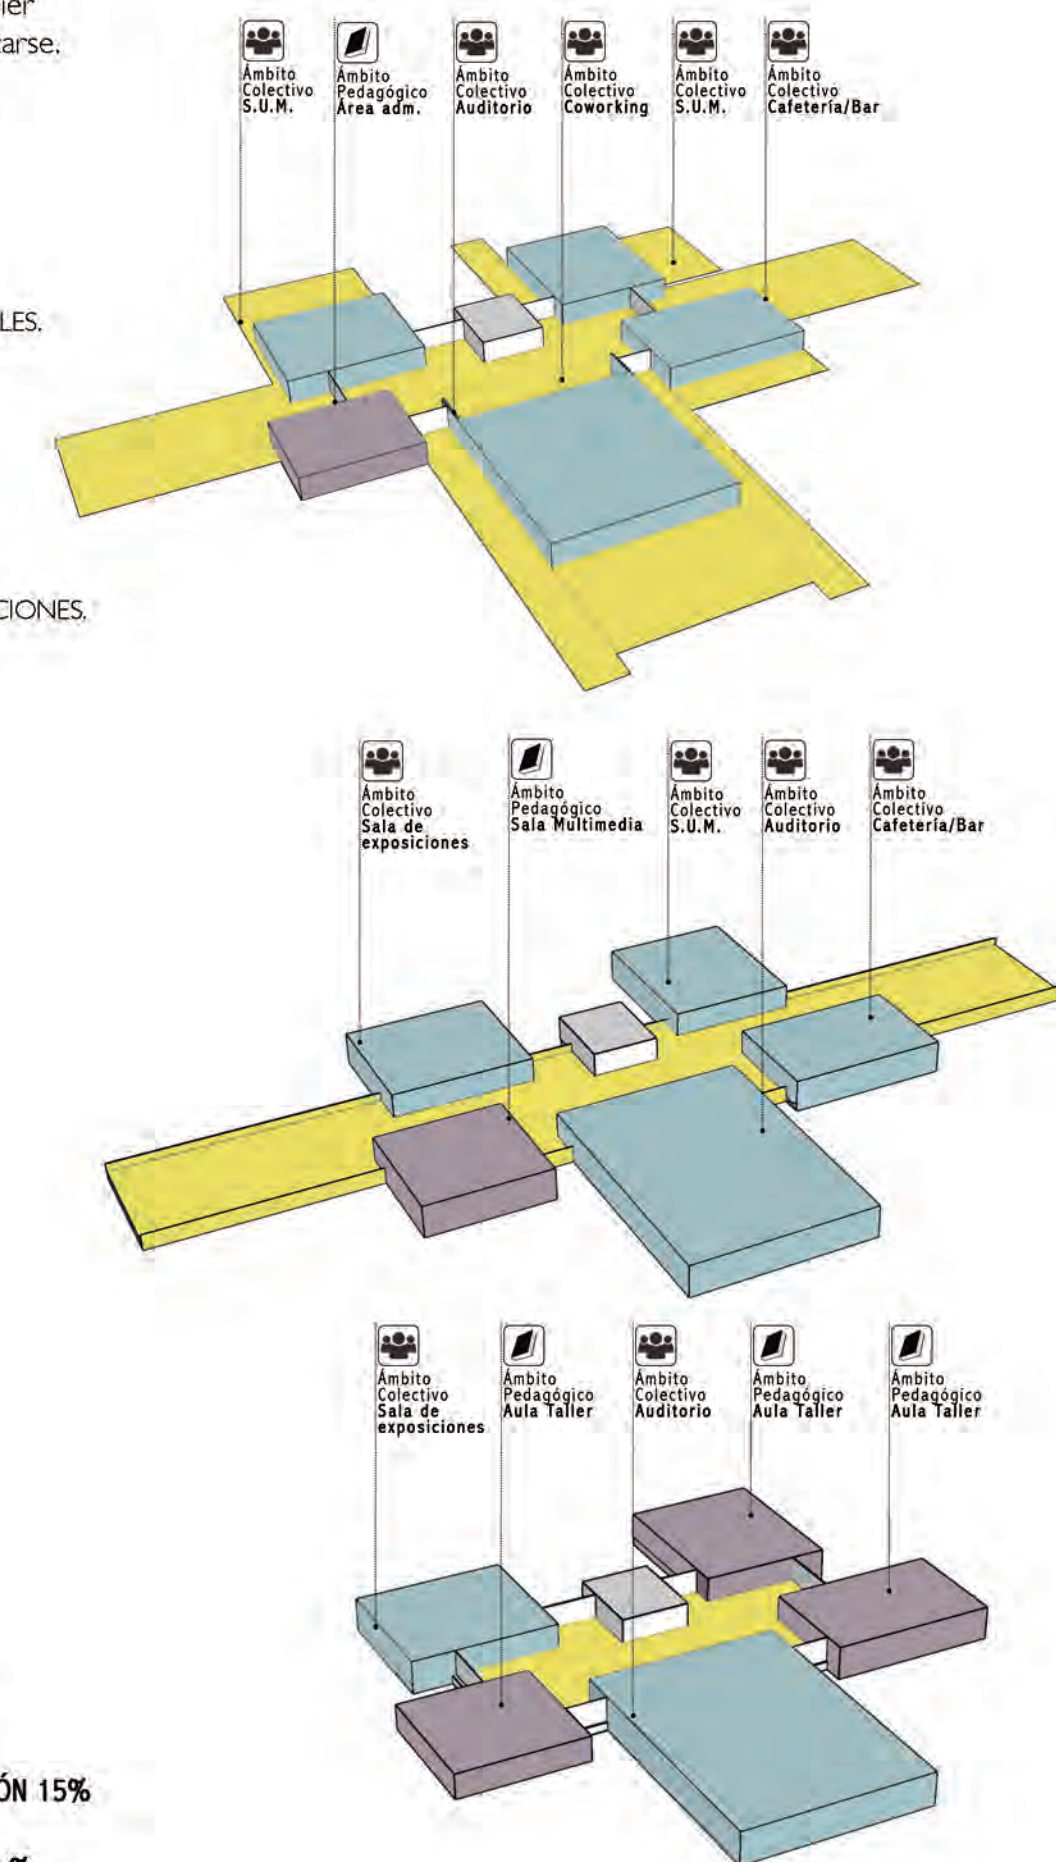 arse.
LES.
CIONES.
ÓN 15%
Ámbito
Colectivo
S.U.M.
Ámbito
Pedagógico
Área adm.
Ámbito
Colectivo
Auditorio
Ámbito
Colectivo
Coworking
Ámbito
Colectivo
S.U.M.
Ámbito
Colectivo
Cafetería/Bar
Ámbito
Colectivo
Sala de
exposiciones
Ámbito
Pedagógico
Sala Multimedia
Ámbito
Colectivo
S.U.M.
Ámbito
Colectivo
Auditorio
Ámbito
Colectivo
Cafetería/Bar
Ámbito
Colectivo
Sala de
exposiciones
Ámbito
Pedagógico
Aula Taller
Ámbito
Colectivo
Auditorio
Ámbito
Pedagógico
Aula Taller
Ámbito
Pedagógico
Aula Taller